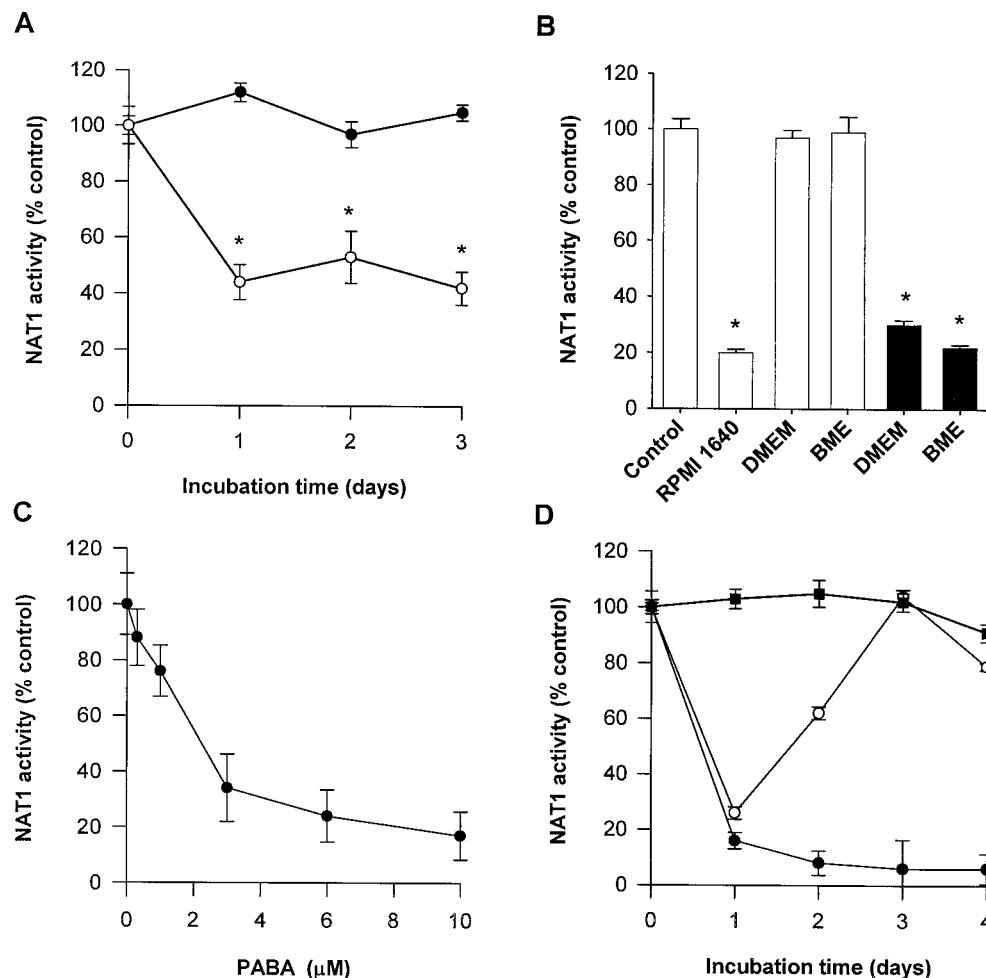 A
NAT1 activity (% control)
120
100
80
60
40
20
0
* * *
0 1 2 3
Incubation time (days)
B
NAT1 activity (% control)
120
100
80
60
40
20
0
* * *
Control RPMI 1640 DMEM BME DMEM BME
C
NAT1 activity (% control)
120
100
80
60
40
20
0
0 2 4 6 8 10
PABA (μM)
D
NAT1 activity (% control)
120
100
80
60
40
20
0
0 1 2 3 4
Incubation time (days)